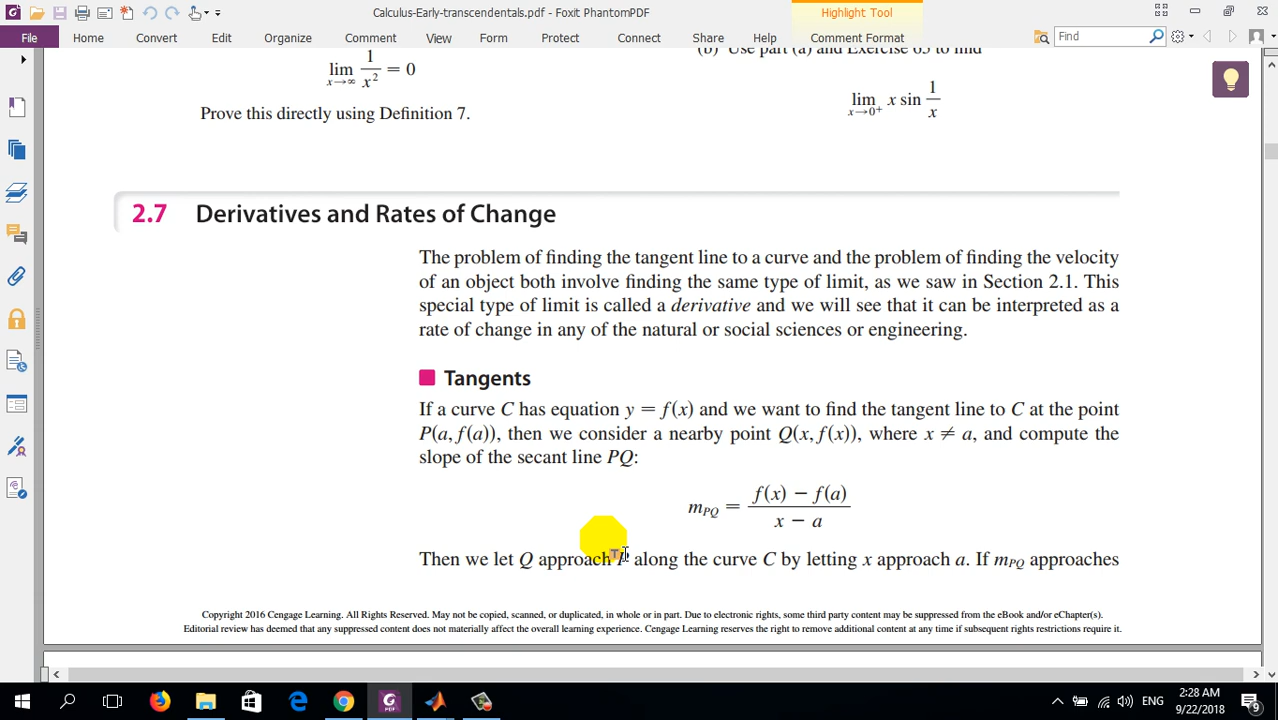 Calculus-Early-transcendentals.pdf - Foxit PhantomPDF
Highlight Tool
File Home Convert Edit Organize Comment View Form Protect Connect Share Help Comment Format Find
lim x→∞ 1/x² = 0
(b) Use part (a) and Exercise 65 to find
Prove this directly using Definition 7.
lim x→0⁺ x sin 1/x
2.7 Derivatives and Rates of Change
The problem of finding the tangent line to a curve and the problem of finding the velocity
of an object both involve finding the same type of limit, as we saw in Section 2.1. This
special type of limit is called a derivative and we will see that it can be interpreted as a
rate of change in any of the natural or social sciences or engineering.
Tangents
If a curve C has equation y = f(x) and we want to find the tangent line to C at the point
P(a, f(a)), then we consider a nearby point Q(x, f(x)), where x ≠ a, and compute the
slope of the secant line PQ:
m_PQ = (f(x) − f(a)) / (x − a)
Then we let Q approach P along the curve C by letting x approach a. If m_PQ approaches
Copyright 2016 Cengage Learning. All Rights Reserved. May not be copied, scanned, or duplicated, in whole or in part. Due to electronic rights, some third party content may be suppressed from the eBook and/or eChapter(s).
Editorial review has deemed that any suppressed content does not materially affect the overall learning experience. Cengage Learning reserves the right to remove additional content at any time if subsequent rights restrictions require it.
ENG
2:28 AM
9/22/2018
9